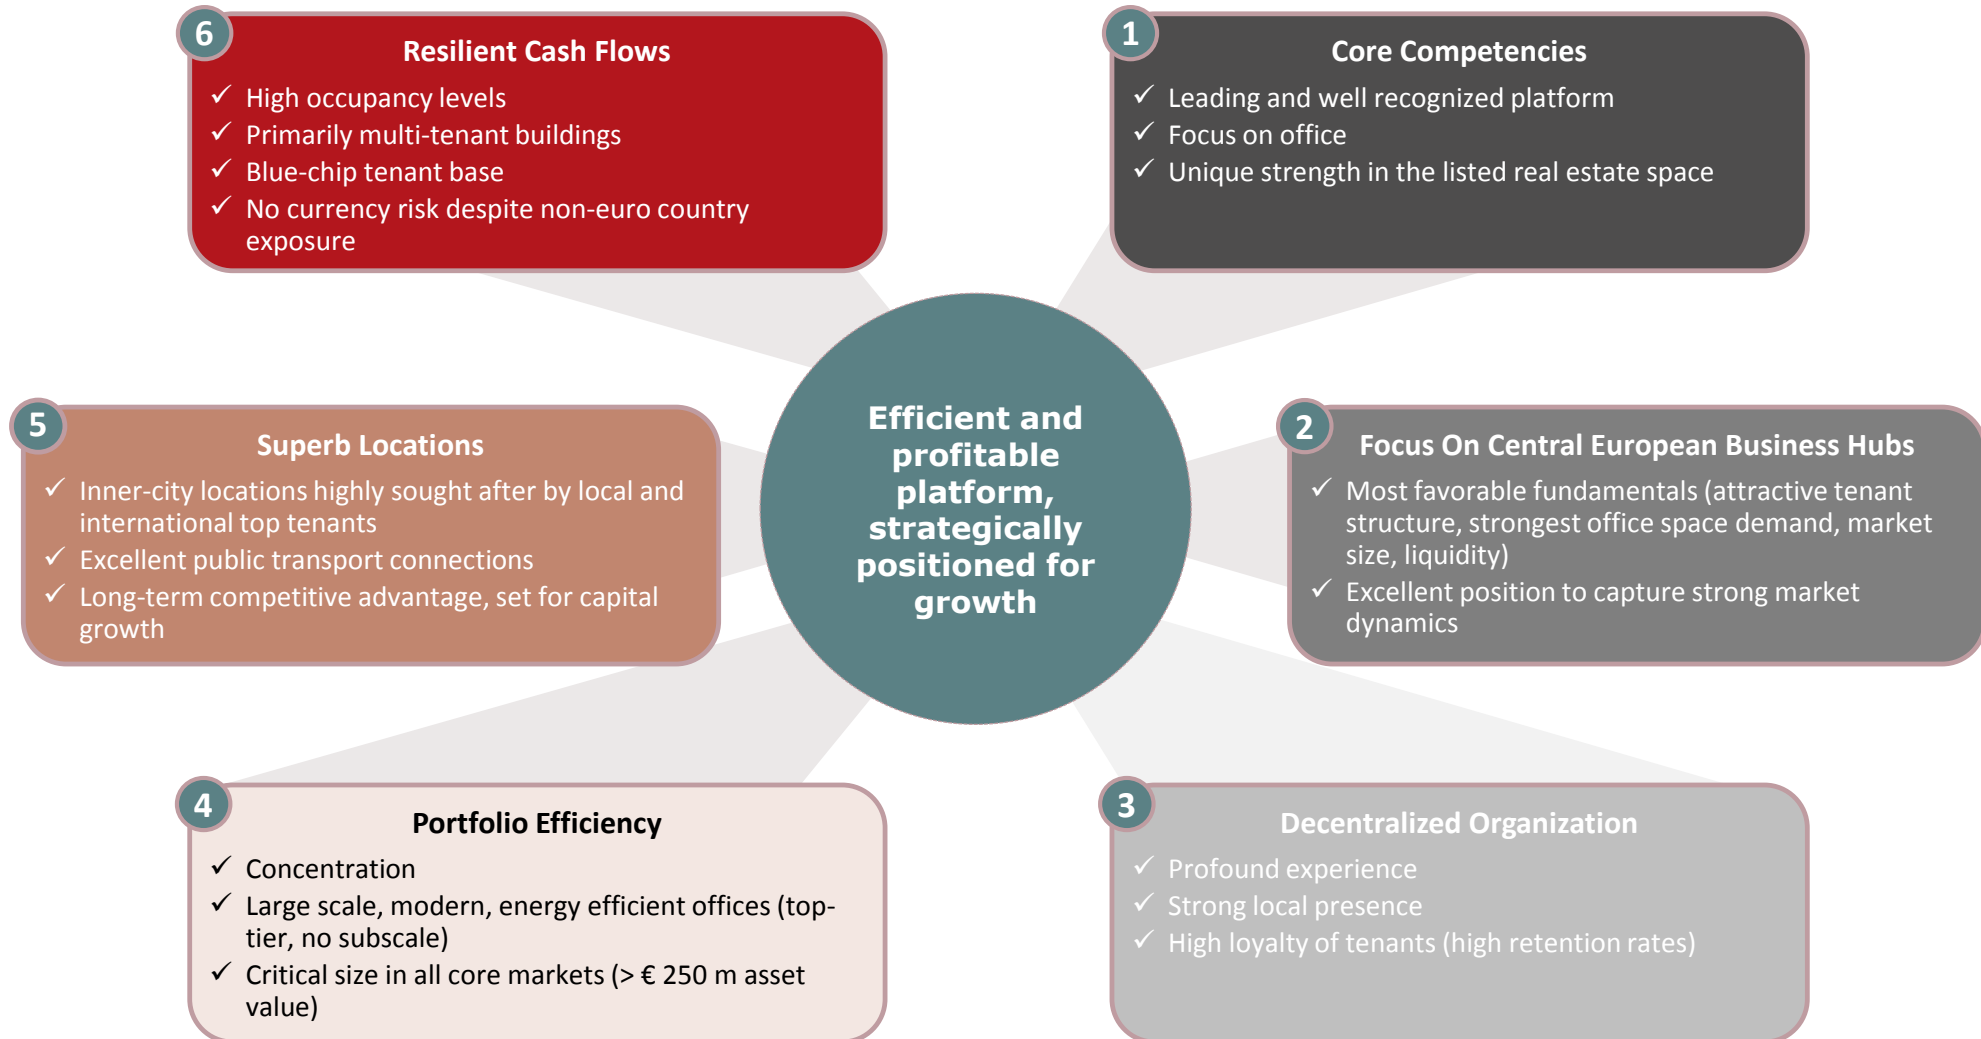 6
Resilient Cash Flows
✓ High occupancy levels
✓ Primarily multi-tenant buildings
✓ Blue-chip tenant base
✓ No currency risk despite non-euro country
exposure
1
Core Competencies
✓ Leading and well recognized platform
✓ Focus on office
✓ Unique strength in the listed real estate space
5
Superb Locations
✓ Inner-city locations highly sought after by local and
international top tenants
✓ Excellent public transport connections
✓ Long-term competitive advantage, set for capital
growth
Efficient and
profitable
platform,
strategically
positioned for
growth
2
Focus On Central European Business Hubs
✓ Most favorable fundamentals (attractive tenant
structure, strongest office space demand, market
size, liquidity)
✓ Excellent position to capture strong market
dynamics
4
Portfolio Efficiency
✓ Concentration
✓ Large scale, modern, energy efficient offices (top-
tier, no subscale)
✓ Critical size in all core markets (> € 250 m asset
value)
3
Decentralized Organization
✓ Profound experience
✓ Strong local presence
✓ High loyalty of tenants (high retention rates)